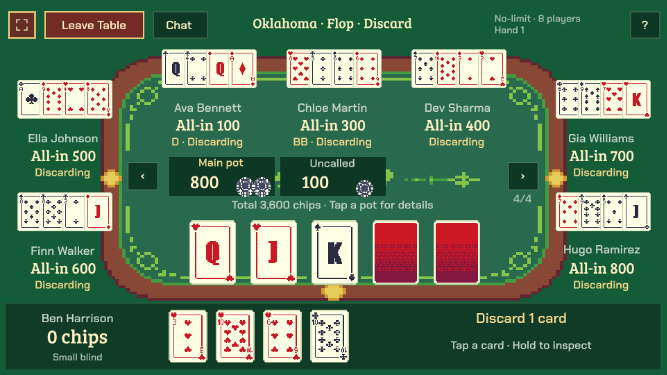 Leave Table
Chat
Oklahoma · Flop · Discard
No-limit · 8 players
Hand 1
?
Ava Bennett
All-in 100
D · Discarding
Chloe Martin
All-in 300
BB · Discarding
Dev Sharma
All-in 400
Discarding
Ella Johnson
All-in 500
Discarding
Gia Williams
All-in 700
Discarding
Main pot
800
Uncalled
100
‹
›
4/4
Total 3,600 chips · Tap a pot for details
Finn Walker
All-in 600
Discarding
Hugo Ramirez
All-in 800
Discarding
Q
J
K
Ben Harrison
0 chips
Small blind
Discard 1 card
Tap a card · Hold to inspect